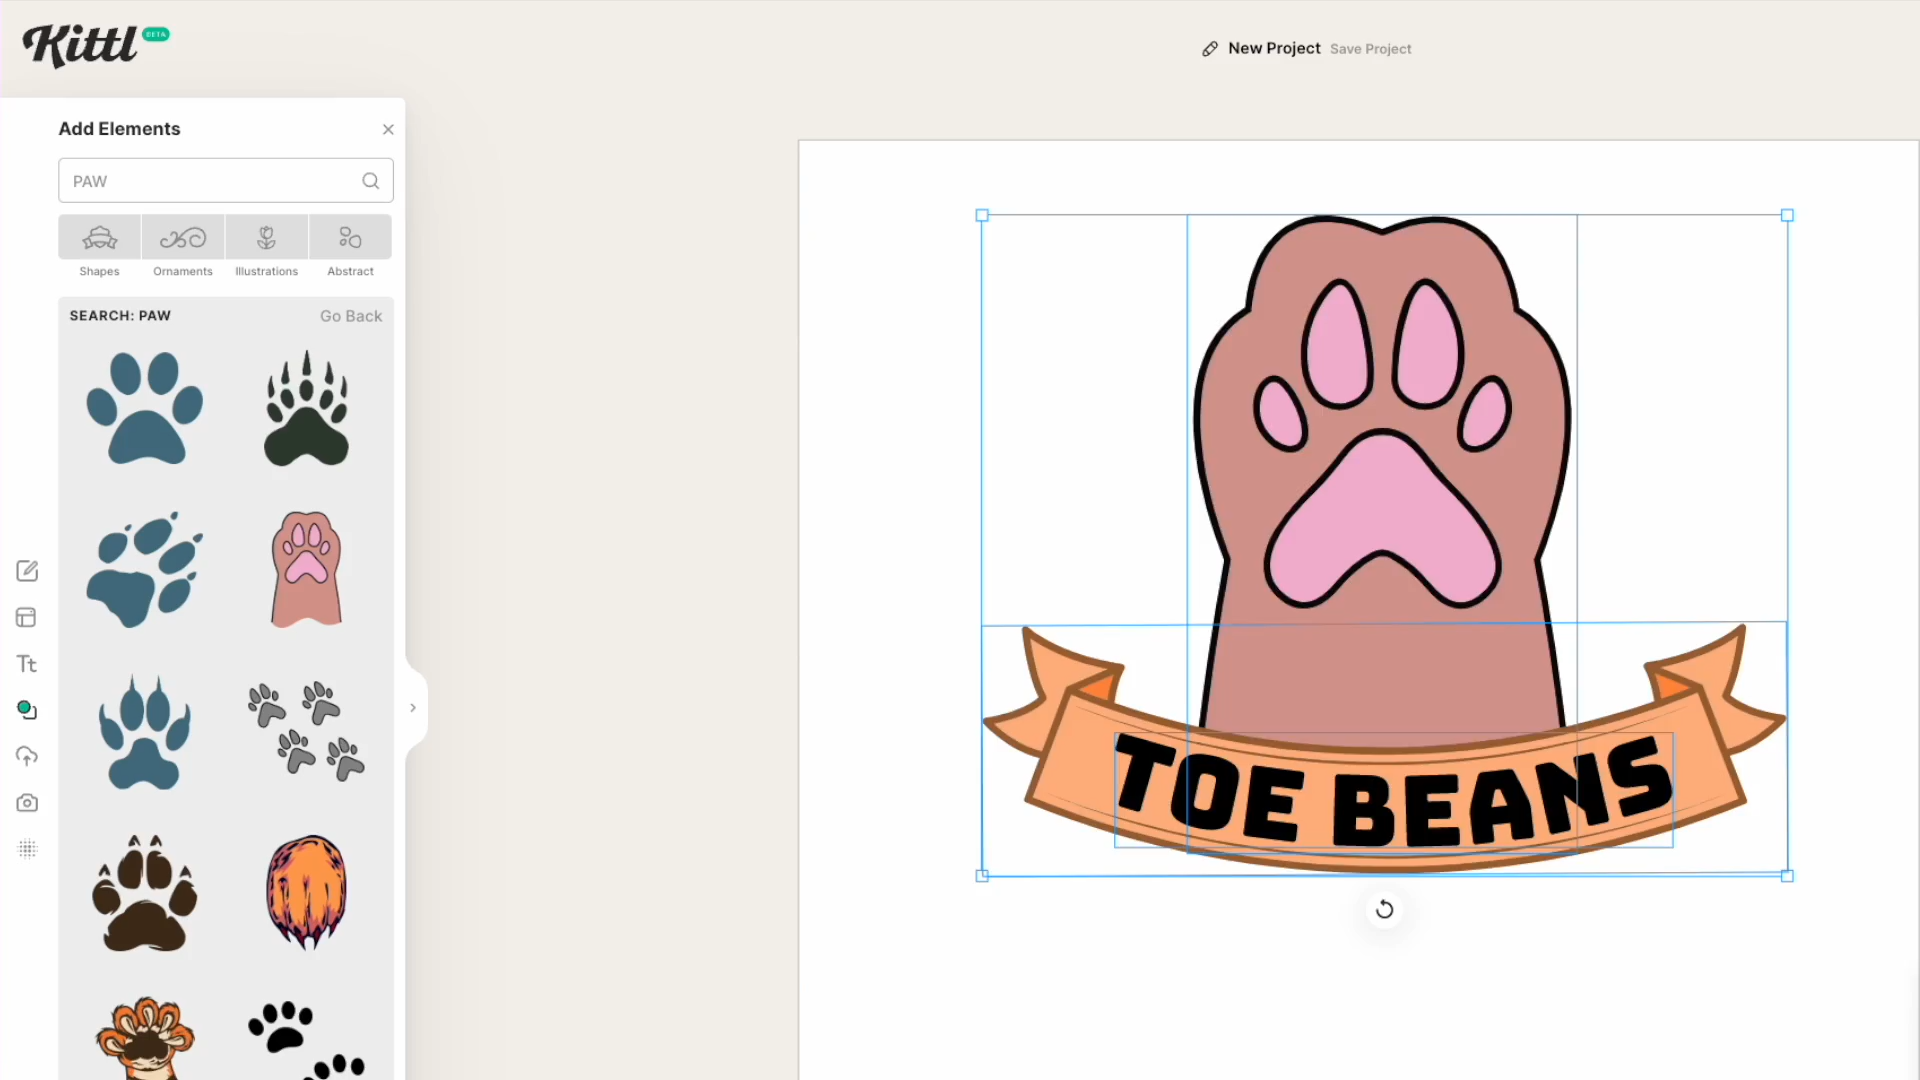 Kittl BETA
New Project Save Project
Add Elements
PAW
Shapes Ornaments Illustrations Abstract
SEARCH: PAW Go Back
Tt
TOE BEANS